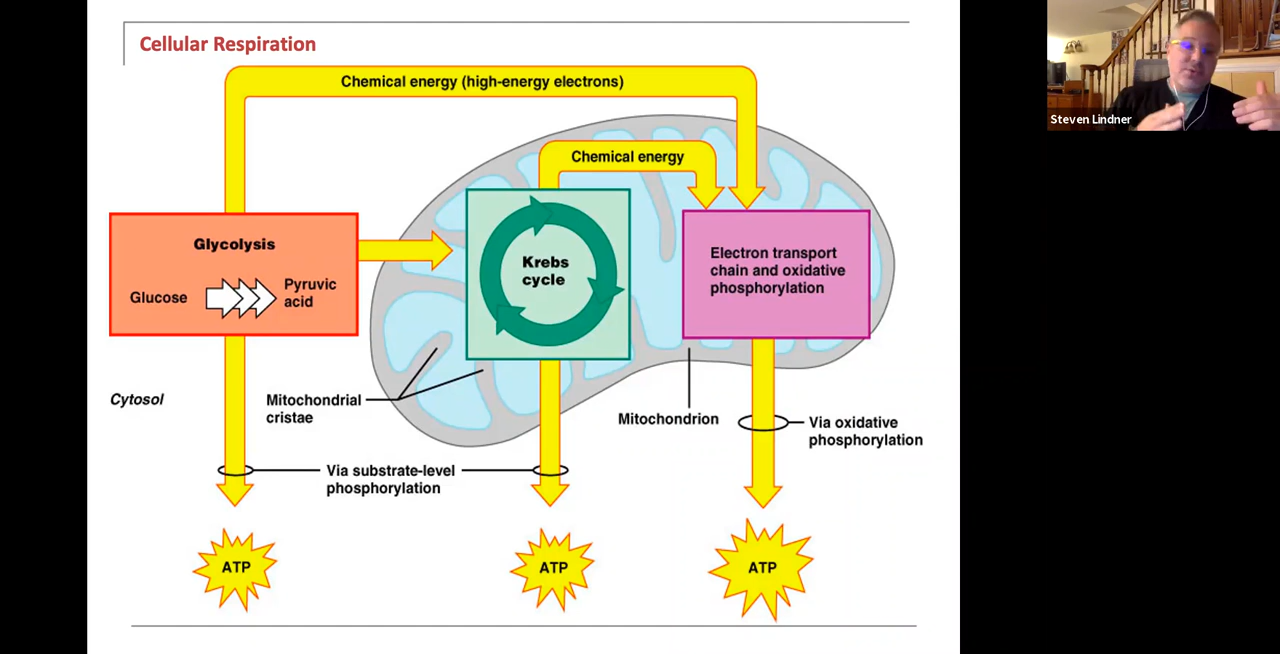 Cellular Respiration
Chemical energy (high-energy electrons)
Steven Lindner
Chemical energy
Glycolysis
Glucose
Pyruvic
acid
Krebs
cycle
Electron transport
chain and oxidative
phosphorylation
Cytosol
Mitochondrial
cristae
Mitochondrion
Via oxidative
phosphorylation
Via substrate-level
phosphorylation
ATP
ATP
ATP